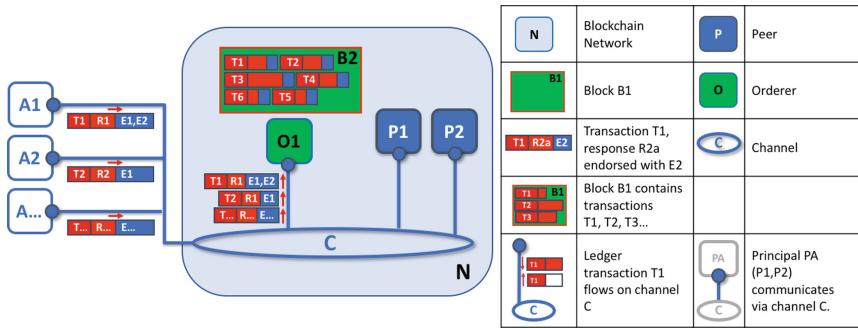 B2
T1 T2
T3 T4
T6 T5
A1
T1 R1 E1,E2
A2
T2 R2 E1
A...
T... R... E...
O1
P1
P2
T1 R1 E1,E2
T2 R1 E1
T... R... E...
C
N
N
Blockchain
Network
P
Peer
B1
Block B1
O
Orderer
T1 R2a E2
Transaction T1,
response R2a
endorsed with E2
C
Channel
B1
T1
T2
T3
Block B1 contains
transactions
T1, T2, T3...
T1
T1
C
Ledger
transaction T1
flows on channel
C
PA
C
Principal PA
(P1,P2)
communicates
via channel C.